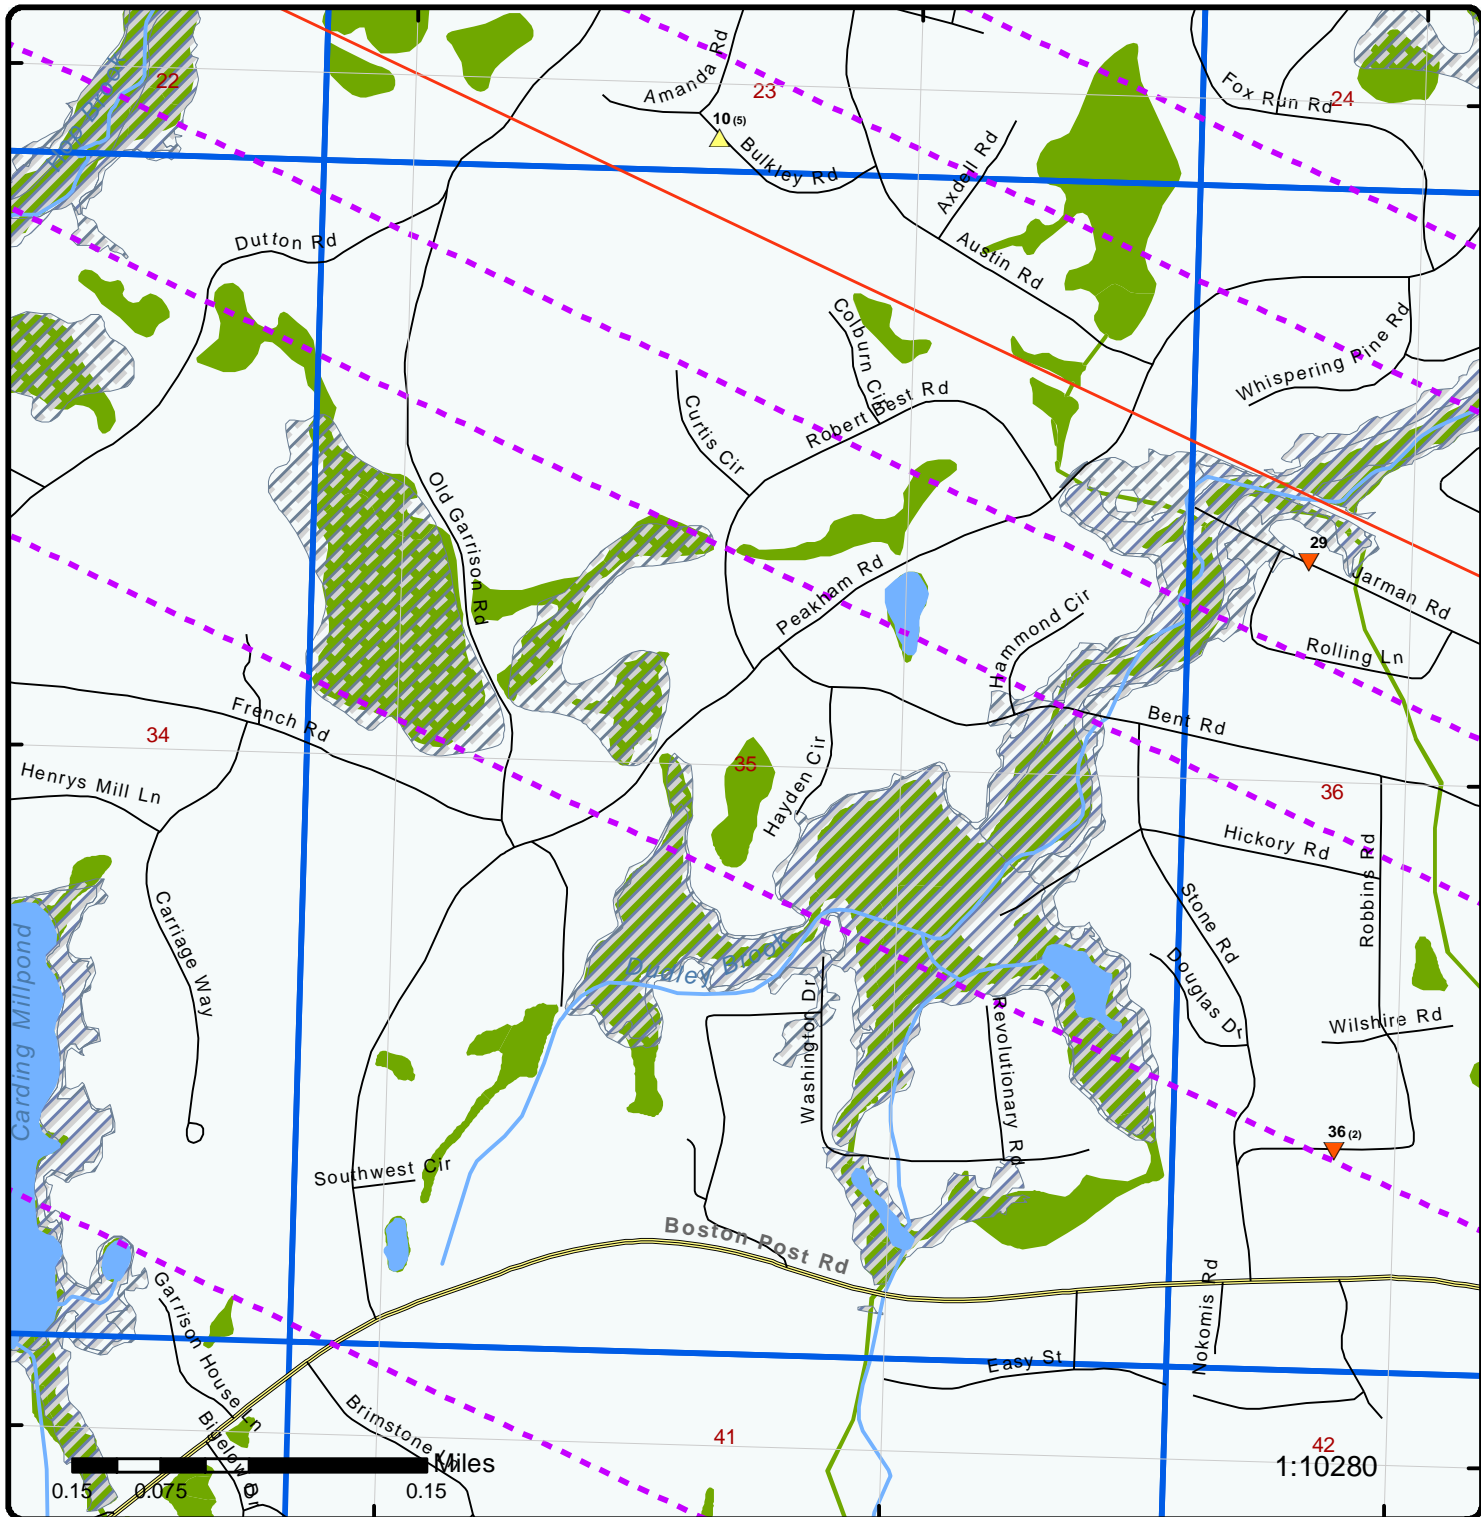 Amanda Rd
22
23
24
Fox Run Rd
Hop Brook
10 (5)
Bulkley Rd
Axdell Rd
Dutton Rd
Austin Rd
Colburn Cir
Whispering Pine Rd
Robert Best Rd
Curtis Cir
Old Garrison Rd
29
Jarman Rd
Peakham Rd
Hammond Cir
Rolling Ln
French Rd
34
35
36
Bent Rd
Henrys Mill Ln
Hayden Cir
Hickory Rd
Robbins Rd
Carriage Way
Stone Rd
Dudley Brook
Douglas Dr
Carding Millpond
Washington Dr
Revolutionary Rd
Wilshire Rd
36 (2)
Southwest Cir
Boston Post Rd
Nokomis Rd
Garrison House Ln
Easy St
Brimstone Ln
Bigelow Dr
41
42
Miles
1:10280
0.15 0.075 0 0.15